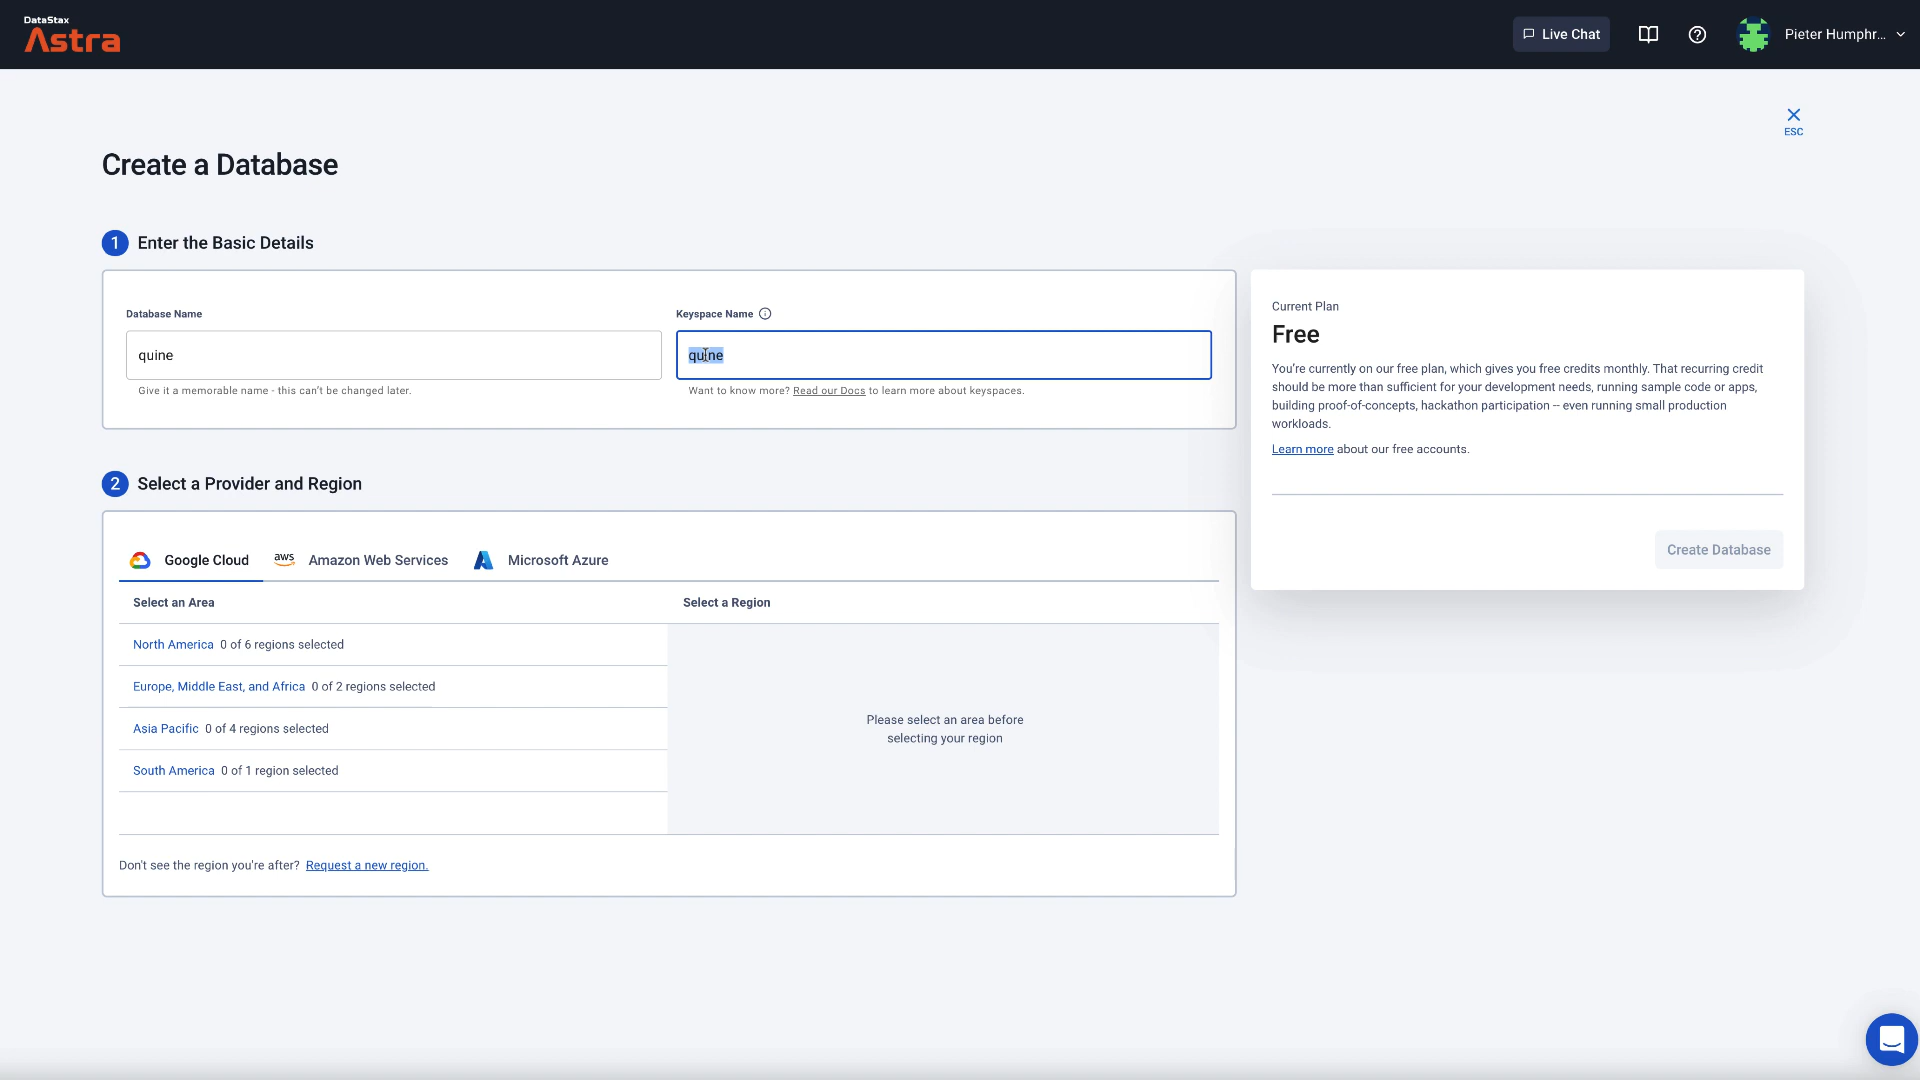 DataStax
Astra
Live Chat
Pieter Humphr...
ESC
Create a Database
1 Enter the Basic Details
Database Name
Keyspace Name
quine
quine
Give it a memorable name - this can't be changed later.
Want to know more? Read our Docs to learn more about keyspaces.
Current Plan
Free
You're currently on our free plan, which gives you free credits monthly. That recurring credit
should be more than sufficient for your development needs, running sample code or apps,
building proof-of-concepts, hackathon participation -- even running small production
workloads.
Learn more about our free accounts.
Create Database
2 Select a Provider and Region
Google Cloud
aws Amazon Web Services
Microsoft Azure
Select an Area
Select a Region
North America 0 of 6 regions selected
Europe, Middle East, and Africa 0 of 2 regions selected
Asia Pacific 0 of 4 regions selected
South America 0 of 1 region selected
Please select an area before
selecting your region
Don't see the region you're after? Request a new region.